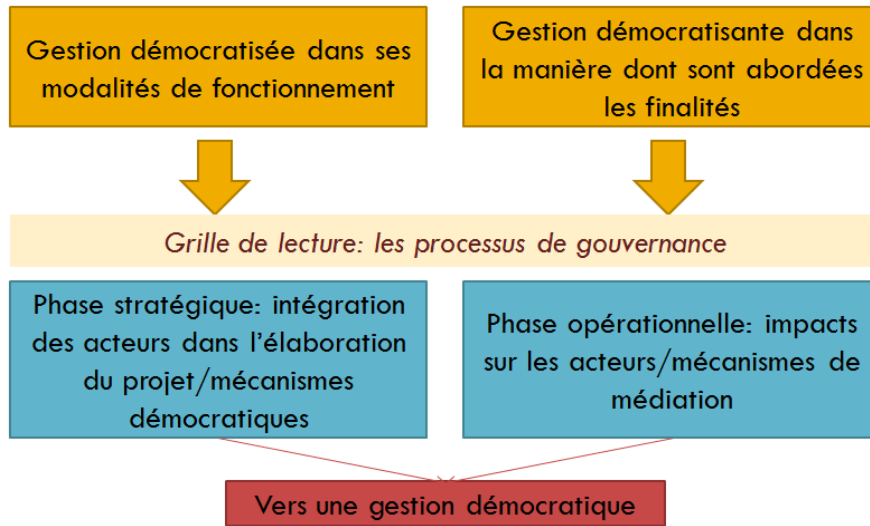 Gestion démocratisée dans ses
modalités de fonctionnement
Gestion démocratisante dans
la manière dont sont abordées
les finalités
Grille de lecture: les processus de gouvernance
Phase stratégique: intégration
des acteurs dans l'élaboration
du projet/mécanismes
démocratiques
Phase opérationnelle: impacts
sur les acteurs/mécanismes de
médiation
Vers une gestion démocratique